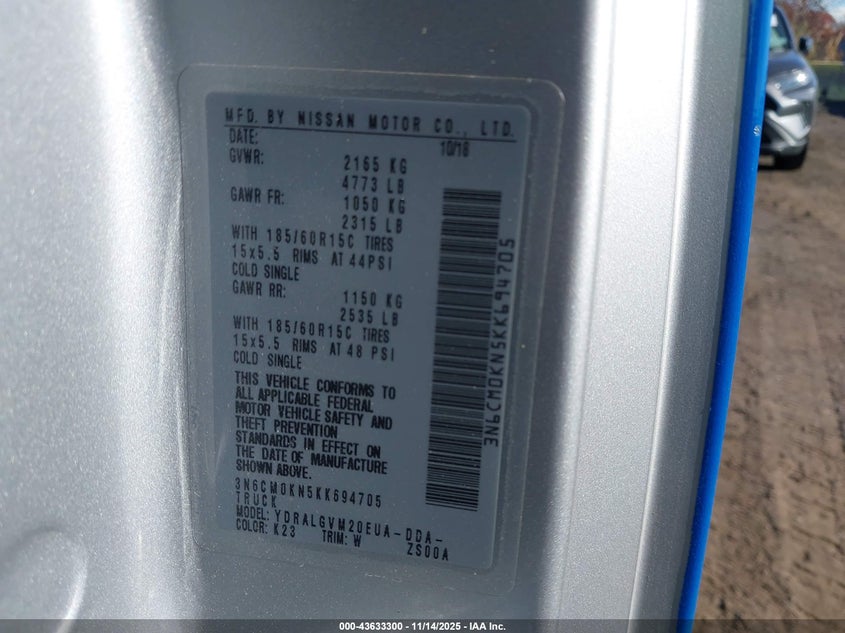 MFD. BY NISSAN MOTOR CO., LTD.
DATE: 10/18
GVWR: 2165 KG
4773 LB
GAWR FR: 1050 KG
2315 LB
WITH 185/60R15C TIRES
15x5.5 RIMS AT 44PSI
COLD SINGLE
GAWR RR: 1150 KG
2535 LB
WITH 185/60R15C TIRES
15x5.5 RIMS AT 48 PSI
COLD SINGLE
THIS VEHICLE CONFORMS TO
ALL APPLICABLE FEDERAL
MOTOR VEHICLE SAFETY AND
THEFT PREVENTION
STANDARDS IN EFFECT ON
THE DATE OF MANUFACTURE
SHOWN ABOVE.
3N6CM0KN5KK694705
TRUCK
MODEL: YDRALGVM20EUA-DDA-
COLOR: K23 TRIM: W ZS00A
3N6CM0KN5KK694705
000-43633300 — 11/14/2025 — IAA Inc.